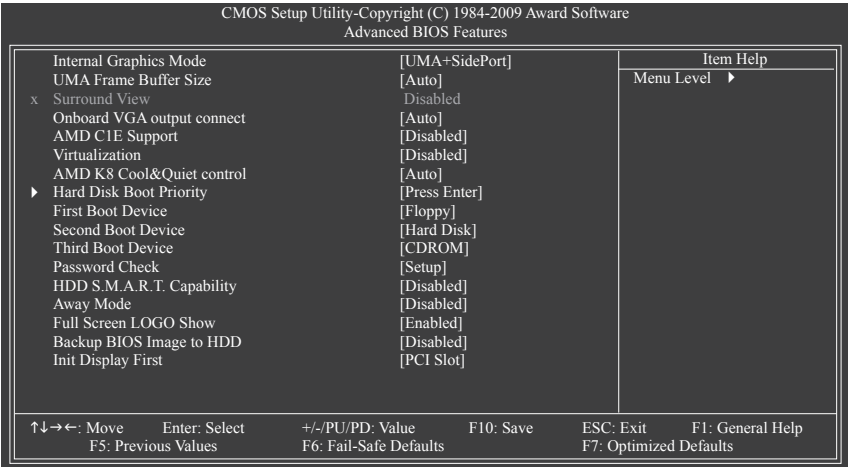 CMOS Setup Utility-Copyright (C) 1984-2009 Award Software
Advanced BIOS Features
Internal Graphics Mode [UMA+SidePort] Item Help
UMA Frame Buffer Size [Auto] Menu Level ▶
x Surround View Disabled
Onboard VGA output connect [Auto]
AMD C1E Support [Disabled]
Virtualization [Disabled]
AMD K8 Cool&Quiet control [Auto]
▶ Hard Disk Boot Priority [Press Enter]
First Boot Device [Floppy]
Second Boot Device [Hard Disk]
Third Boot Device [CDROM]
Password Check [Setup]
HDD S.M.A.R.T. Capability [Disabled]
Away Mode [Disabled]
Full Screen LOGO Show [Enabled]
Backup BIOS Image to HDD [Disabled]
Init Display First [PCI Slot]
↑↓→←: Move Enter: Select +/-/PU/PD: Value F10: Save ESC: Exit F1: General Help
F5: Previous Values F6: Fail-Safe Defaults F7: Optimized Defaults